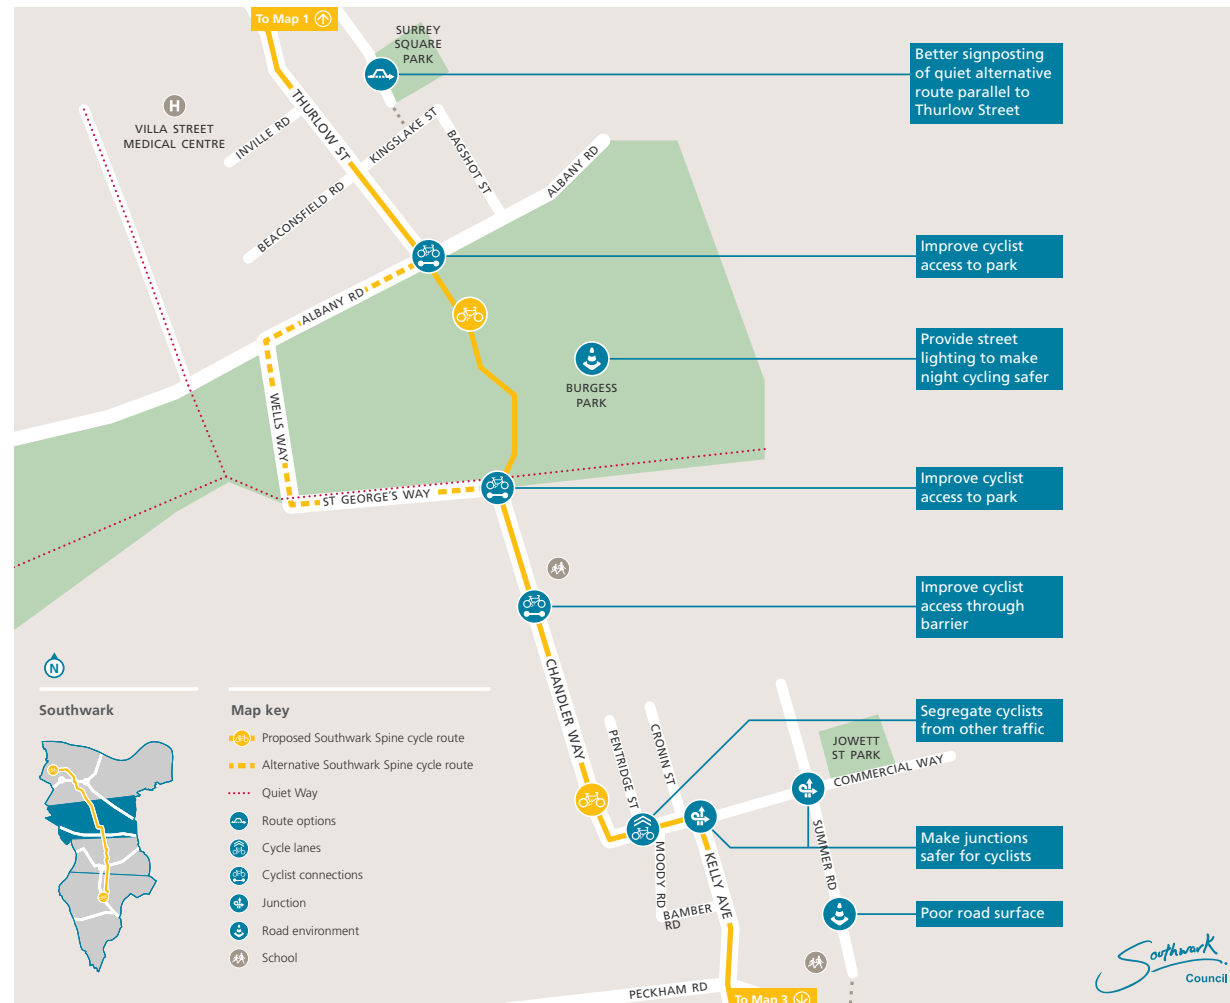 To Map 1
SURREY
SQUARE
PARK
Better signposting
of quiet alternative
route parallel to
Thurlow Street
H
VILLA STREET
MEDICAL CENTRE
INVILLE RD
THURLOW ST
KINGSLAKE ST
BAGSHOT ST
ALBANY RD
BEACONSFIELD RD
Improve cyclist
access to park
ALBANY RD
Provide street
lighting to make
night cycling safer
BURGESS
PARK
WELLS WAY
ST GEORGE'S WAY
Improve cyclist
access to park
Improve cyclist
access through
barrier
CHANDLER WAY
N
Southwark
Map key
Proposed Southwark Spine cycle route
Alternative Southwark Spine cycle route
Quiet Way
Route options
Cycle lanes
Cyclist connections
Junction
Road environment
School
PENTRIDGE ST
CRONIN ST
Segregate cyclists
from other traffic
JOWETT
ST PARK
COMMERCIAL WAY
MOODY RD
KELLY AVE
SUMMER RD
Make junctions
safer for cyclists
BAMBER
RD
Poor road surface
PECKHAM RD
To Map 3
Southwark
Council